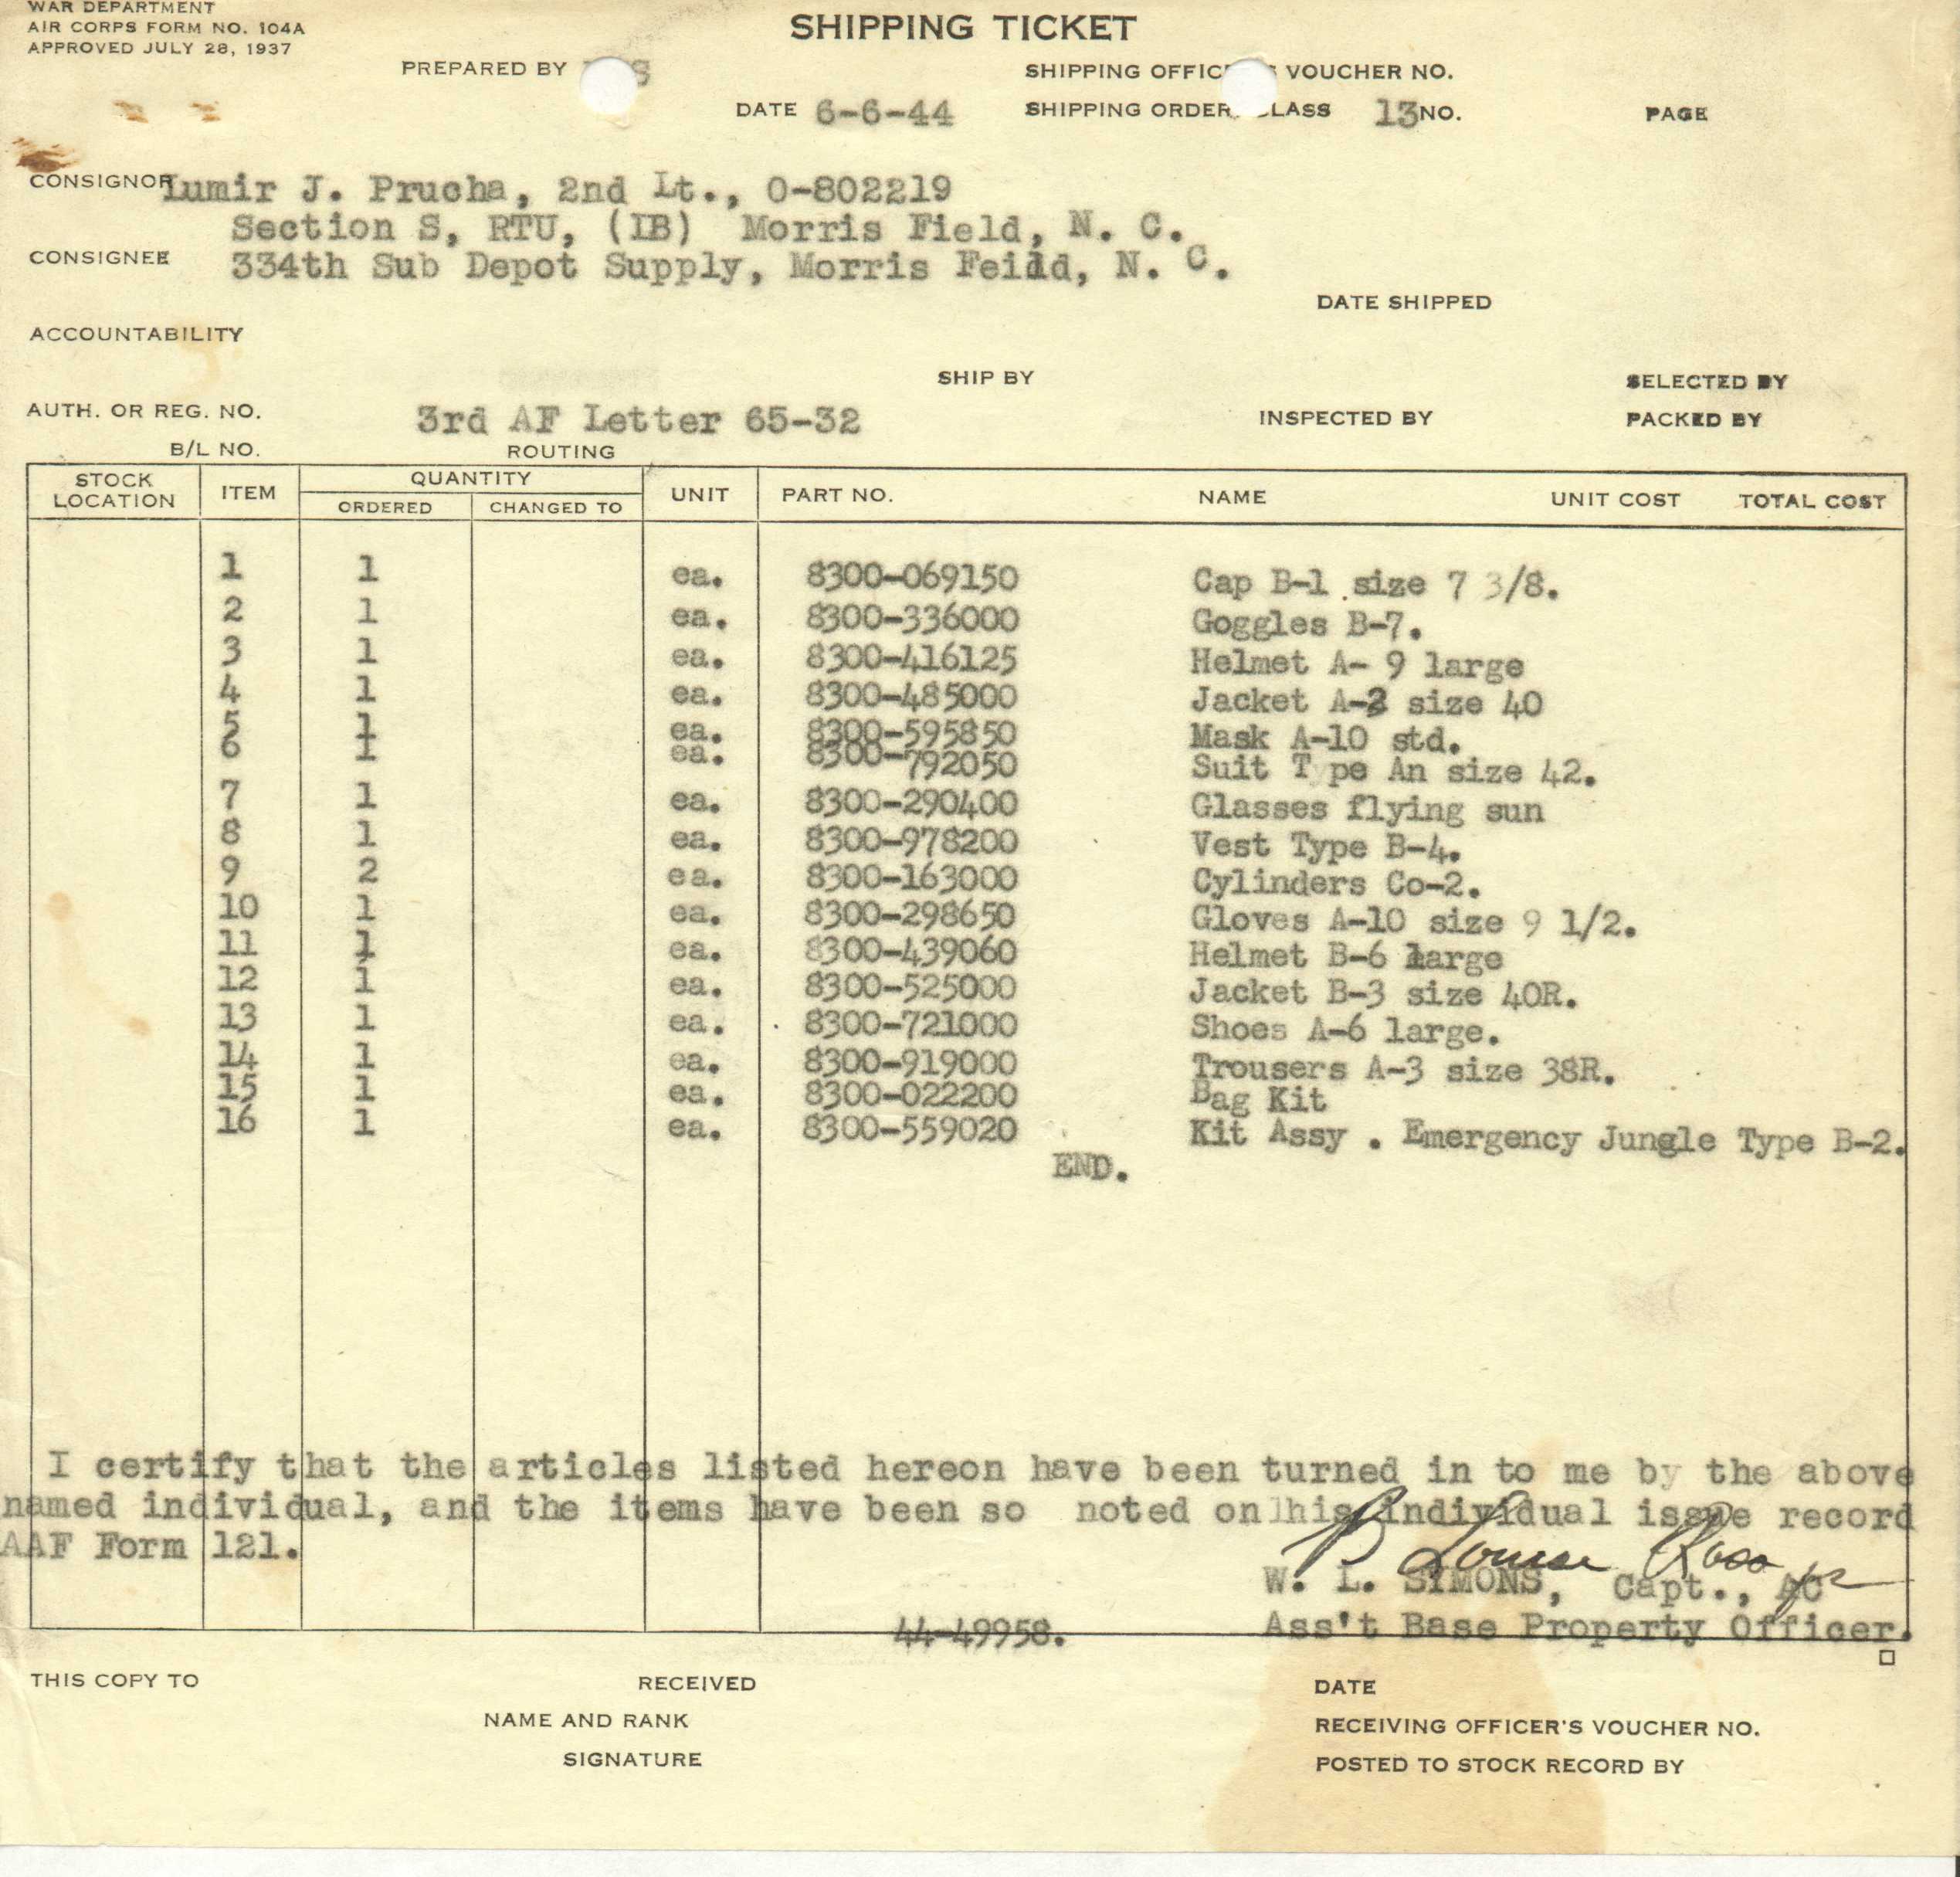 WAR DEPARTMENT
AIR CORPS FORM NO. 104A
APPROVED JULY 28, 1937
SHIPPING TICKET
PREPARED BY
SHIPPING OFFIC VOUCHER NO.
DATE 6-6-44 SHIPPING ORDER CLASS 13 NO. PAGE
CONSIGNOR Lumir J. Prucha, 2nd Lt., O-802219
Section S, RTU, (IB) Morris Field, N. C.
CONSIGNEE 334th Sub Depot Supply, Morris Feild, N. C.
DATE SHIPPED
ACCOUNTABILITY
SHIP BY SELECTED BY
AUTH. OR REG. NO. 3rd AF Letter 65-32 INSPECTED BY PACKED BY
B/L NO. ROUTING
STOCK LOCATION ITEM QUANTITY ORDERED CHANGED TO UNIT PART NO. NAME UNIT COST TOTAL COST
1 1 ea. 8300-069150 Cap B-1 size 7 3/8.
2 1 ea. 8300-336000 Goggles B-7.
3 1 ea. 8300-416125 Helmet A- 9 large
4 1 ea. 8300-485000 Jacket A-2 size 40
5 1 ea. 8300-595850 Mask A-10 std.
6 1 ea. 8300-792050 Suit T pe An size 42.
7 1 ea. 8300-290400 Glasses flying sun
8 1 ea. 8300-978200 Vest Type B-4.
9 2 ea. 8300-163000 Cylinders Co-2.
10 1 ea. 8300-298650 Gloves A-10 size 9 1/2.
11 1 ea. 8300-439060 Helmet B-6 large
12 1 ea. 8300-525000 Jacket B-3 size 40R.
13 1 ea. 8300-721000 Shoes A-6 large.
14 1 ea. 8300-919000 Trousers A-3 size 38R.
15 1 ea. 8300-022200 Bag Kit
16 1 ea. 8300-559020 Kit Assy . Emergency Jungle Type B-2.
END.
I certify that the articles listed hereon have been turned in to me by the above
named individual, and the items have been so noted on his individual issue record
AAF Form 121.
B Louise Ross for
W. L. SIMONS, Capt., AC
44-49958. Ass't Base Property Officer.
THIS COPY TO RECEIVED DATE
NAME AND RANK RECEIVING OFFICER'S VOUCHER NO.
SIGNATURE POSTED TO STOCK RECORD BY